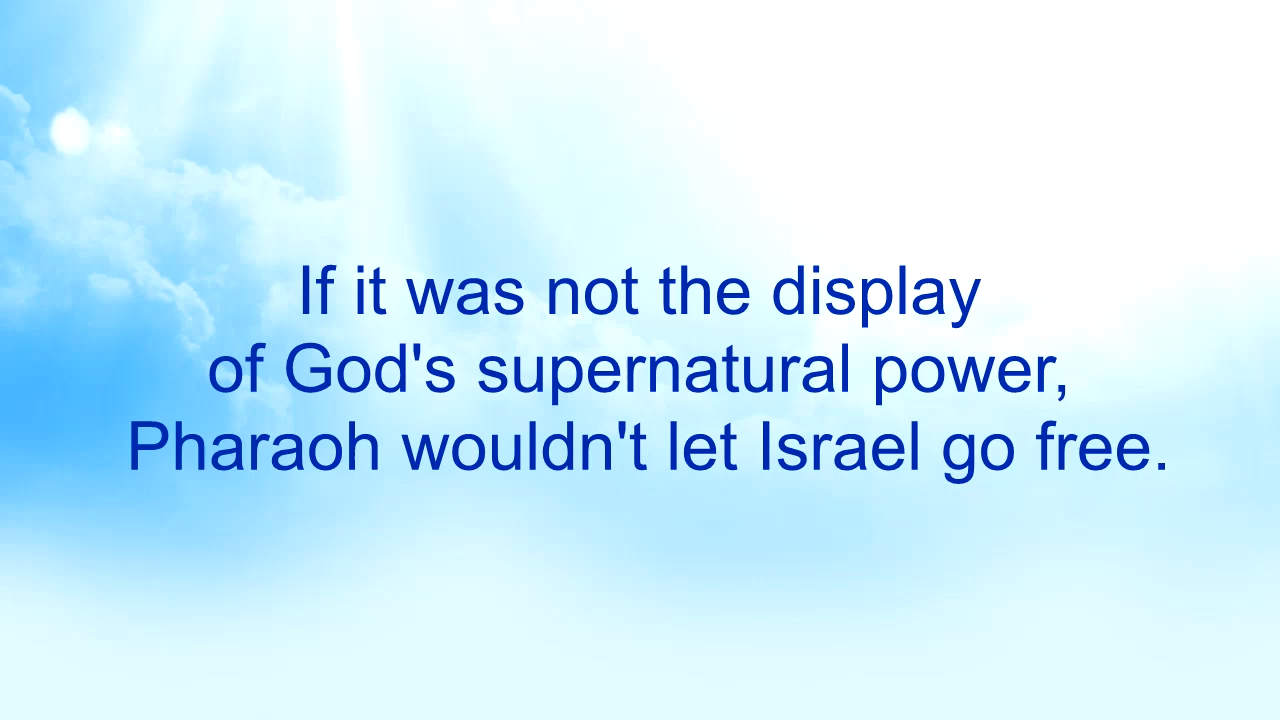 If it was not the display
of God's supernatural power,
Pharaoh wouldn't let Israel go free.